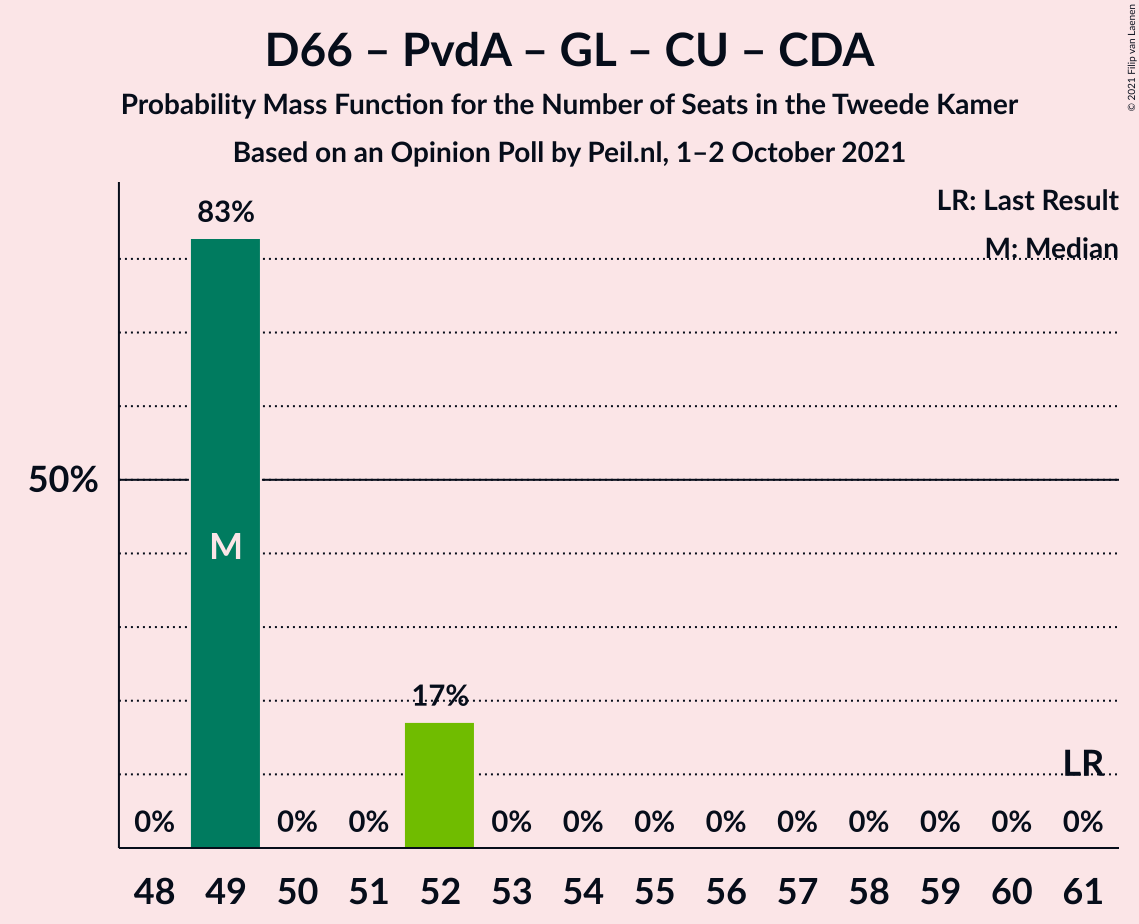 D66 – PvdA – GL – CU – CDA
Probability Mass Function for the Number of Seats in the Tweede Kamer
Based on an Opinion Poll by Peil.nl, 1–2 October 2021
© 2021 Filip van Laenen
LR: Last Result
M: Median
83%
50%
M
17%
LR
0% 0% 0% 0% 0% 0% 0% 0% 0% 0% 0% 0%
48 49 50 51 52 53 54 55 56 57 58 59 60 61